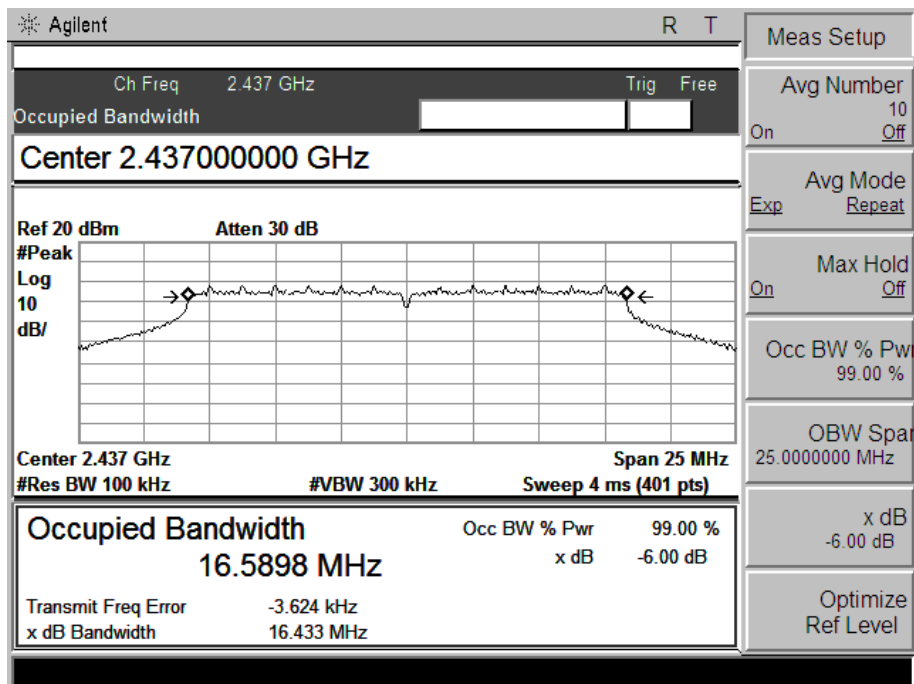 Agilent R T
Ch Freq 2.437 GHz Trig Free
Occupied Bandwidth
Center 2.437000000 GHz
Ref 20 dBm Atten 30 dB
#Peak
Log
10
dB/
Center 2.437 GHz Span 25 MHz
#Res BW 100 kHz #VBW 300 kHz Sweep 4 ms (401 pts)
Occupied Bandwidth Occ BW % Pwr 99.00 %
16.5898 MHz x dB -6.00 dB
Transmit Freq Error -3.624 kHz
x dB Bandwidth 16.433 MHz
Meas Setup
Avg Number
10
On Off
Avg Mode
Exp Repeat
Max Hold
On Off
Occ BW % Pwr
99.00 %
OBW Span
25.0000000 MHz
x dB
-6.00 dB
Optimize
Ref Level